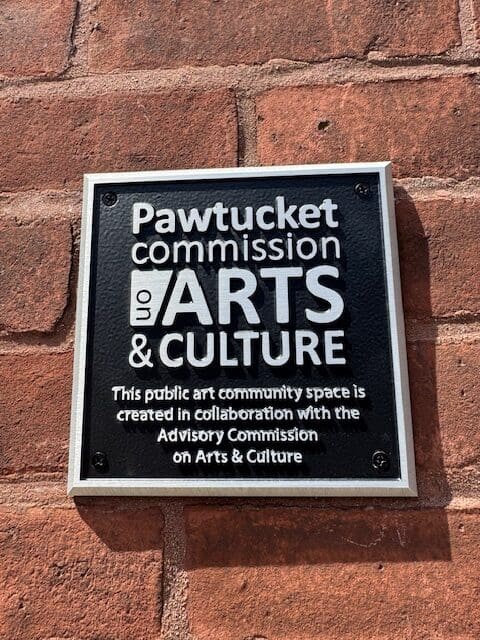 Pawtucket
commission
on ARTS
& CULTURE
This public art community space is
created in collaboration with the
Advisory Commission
on Arts & Culture